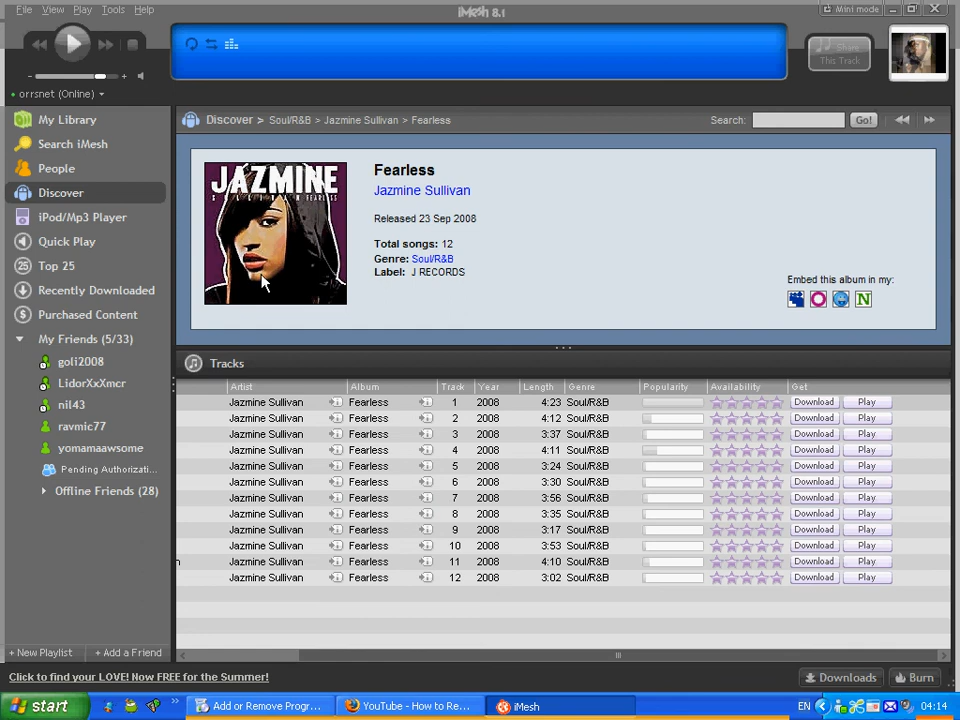 File View Play Tools Help
iMesh 8.1
Mini mode
Share
This Track
orrsnet (Online)
My Library
Search iMesh
People
Discover
iPod/Mp3 Player
Quick Play
25 Top 25
Recently Downloaded
$ Purchased Content
My Friends (5/33)
goli2008
LidorXxXmcr
nil43
ravmic77
yomamaawsome
Pending Authorizati...
Offline Friends (28)
+ New Playlist + Add a Friend
Discover > Soul/R&B > Jazmine Sullivan > Fearless
Search: Go!
JAZMINE
SULLIVAN FEARLESS
Fearless
Jazmine Sullivan
Released 23 Sep 2008
Total songs: 12
Genre: Soul/R&B
Label: J RECORDS
Embed this album in my:
N
Tracks
Artist Album Track Year Length Genre Popularity Availability Get
Jazmine Sullivan Fearless 1 2008 4:23 Soul/R&B Download Play
Jazmine Sullivan Fearless 2 2008 4:12 Soul/R&B Download Play
Jazmine Sullivan Fearless 3 2008 3:37 Soul/R&B Download Play
Jazmine Sullivan Fearless 4 2008 4:11 Soul/R&B Download Play
Jazmine Sullivan Fearless 5 2008 3:24 Soul/R&B Download Play
Jazmine Sullivan Fearless 6 2008 3:30 Soul/R&B Download Play
Jazmine Sullivan Fearless 7 2008 3:56 Soul/R&B Download Play
Jazmine Sullivan Fearless 8 2008 3:35 Soul/R&B Download Play
Jazmine Sullivan Fearless 9 2008 3:17 Soul/R&B Download Play
Jazmine Sullivan Fearless 10 2008 3:53 Soul/R&B Download Play
n Jazmine Sullivan Fearless 11 2008 4:10 Soul/R&B Download Play
Jazmine Sullivan Fearless 12 2008 3:02 Soul/R&B Download Play
Click to find your LOVE! Now FREE for the Summer!
Downloads Burn
start
Add or Remove Progr...
YouTube - How to Re...
iMesh
EN
04:14